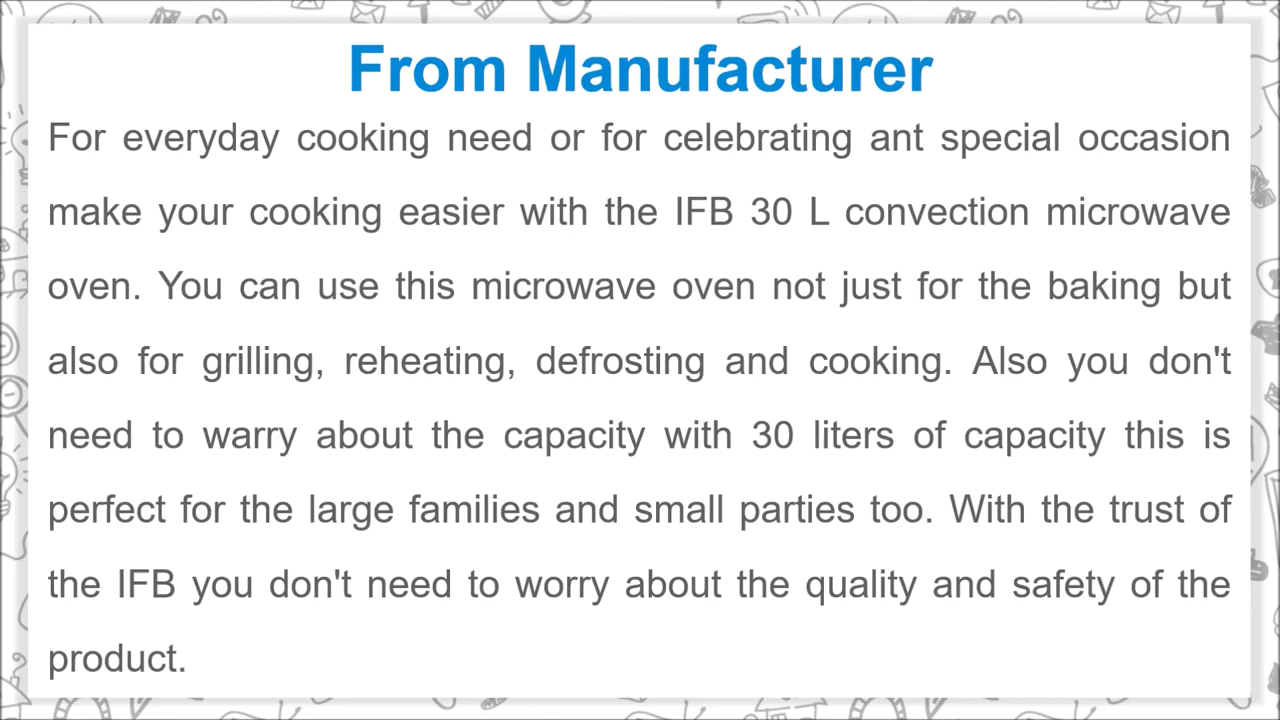 From Manufacturer
For everyday cooking need or for celebrating ant special occasion
make your cooking easier with the IFB 30 L convection microwave
oven. You can use this microwave oven not just for the baking but
also for grilling, reheating, defrosting and cooking. Also you don't
need to warry about the capacity with 30 liters of capacity this is
perfect for the large families and small parties too. With the trust of
the IFB you don't need to worry about the quality and safety of the
product.